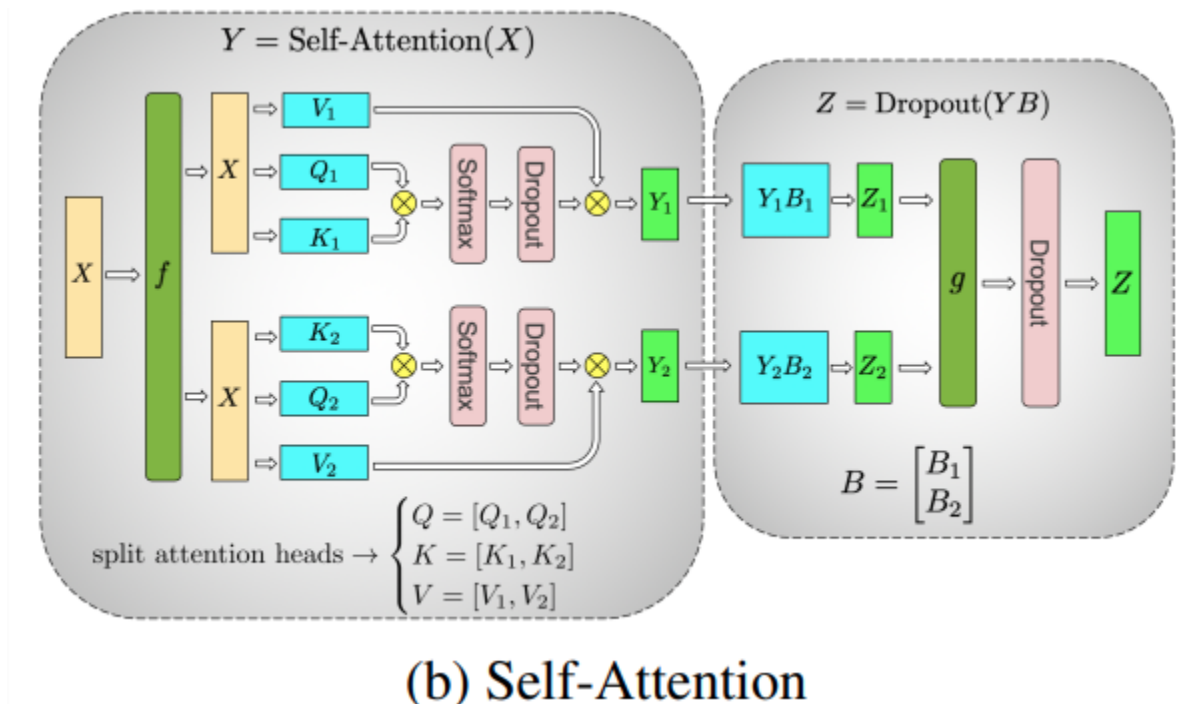 Y = Self-Attention(X)
Z = Dropout(Y B)
X
f
X
V₁
Q₁
K₁
Softmax
Dropout
Y₁
Y₁B₁
Z₁
X
K₂
Q₂
V₂
Softmax
Dropout
Y₂
Y₂B₂
Z₂
g
Dropout
Z
split attention heads → { Q = [Q₁, Q₂]
K = [K₁, K₂]
V = [V₁, V₂]
B = [B₁
B₂]
(b) Self-Attention